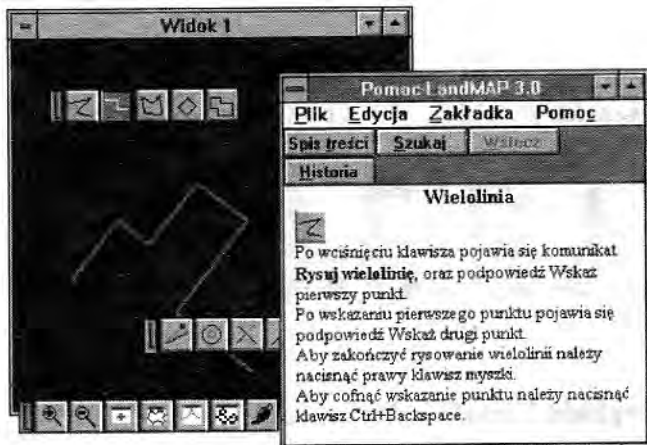 Widok 1
Pomoc LandMAP 3.0
Plik Edycja Zakładka Pomoc
Spis treści Szukaj Wstecz
Historia
Wielolinia
Po wciśnięciu klawisza pojawia się komunikat
Rysuj wielolinię, oraz podpowiedź Wskaż
pierwszy punkt.
Po wskazaniu pierwszego punktu pojawia się
podpowiedź Wskaż drugi punkt.
Aby zakończyć rysowanie wielolinii należy
nacisnąć prawy klawisz myszki.
Aby cofnąć wskazanie punktu należy nacisnąć
klawisz Ctrl+Backspace.